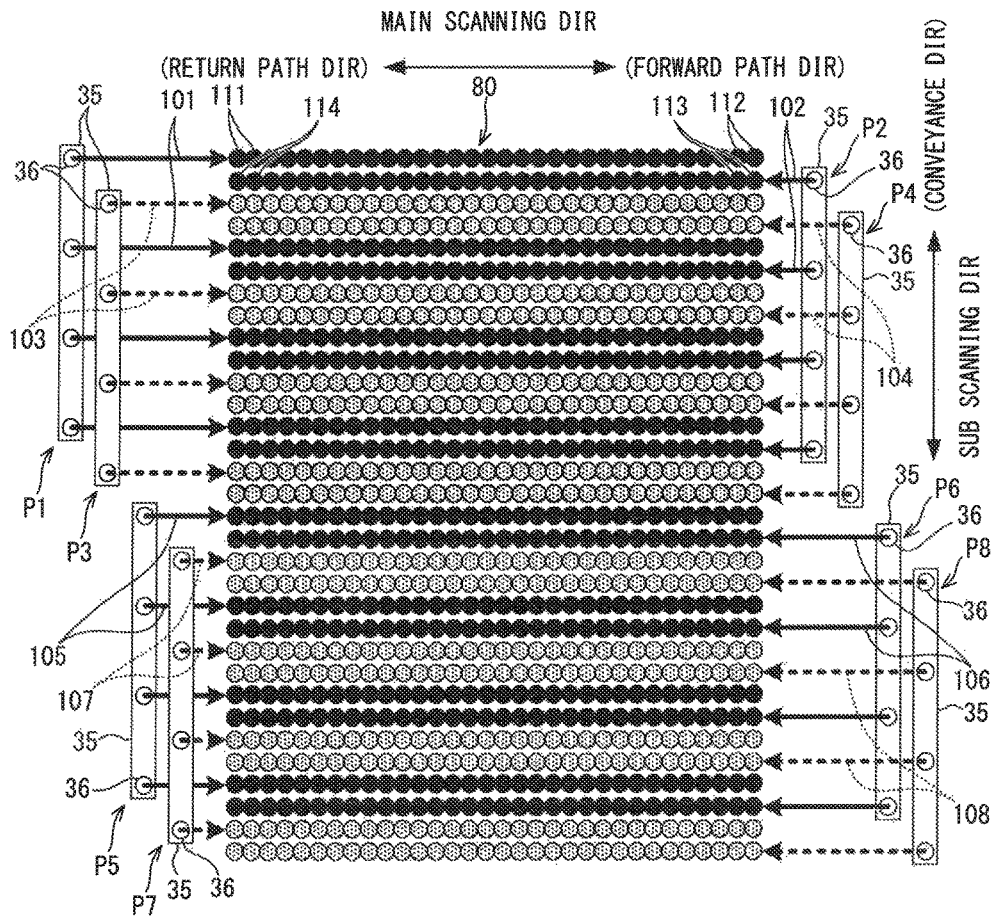 MAIN SCANNING DIR
(RETURN PATH DIR)
(FORWARD PATH DIR)
(CONVEYANCE DIR)
SUB SCANNING DIR
35 101 111 114 80 113 112 102 35 P2
36 36 P4
36
35
103
104
P1
P3
35 P6
36
P8
36
105
107
106
35
35
36
108
P5
P7
35 36